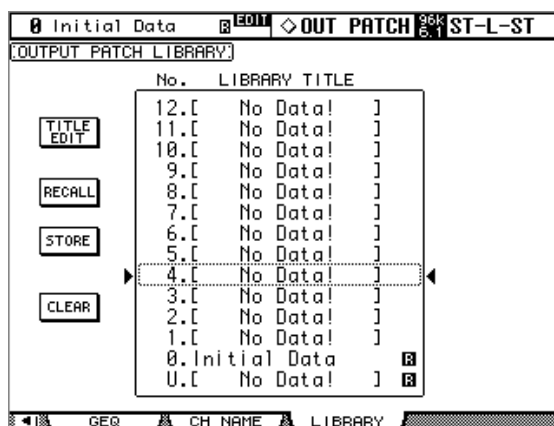 0 Initial Data R EDIT ◇OUT PATCH 96k 6.1 ST-L-ST
OUTPUT PATCH LIBRARY
No. LIBRARY TITLE
12.[ No Data! ]
11.[ No Data! ]
10.[ No Data! ]
9.[ No Data! ]
8.[ No Data! ]
7.[ No Data! ]
6.[ No Data! ]
5.[ No Data! ]
4.[ No Data! ]
3.[ No Data! ]
2.[ No Data! ]
1.[ No Data! ]
0.Initial Data R
U.[ No Data! ] R
TITLE EDIT
RECALL
STORE
CLEAR
GEQ CH NAME LIBRARY